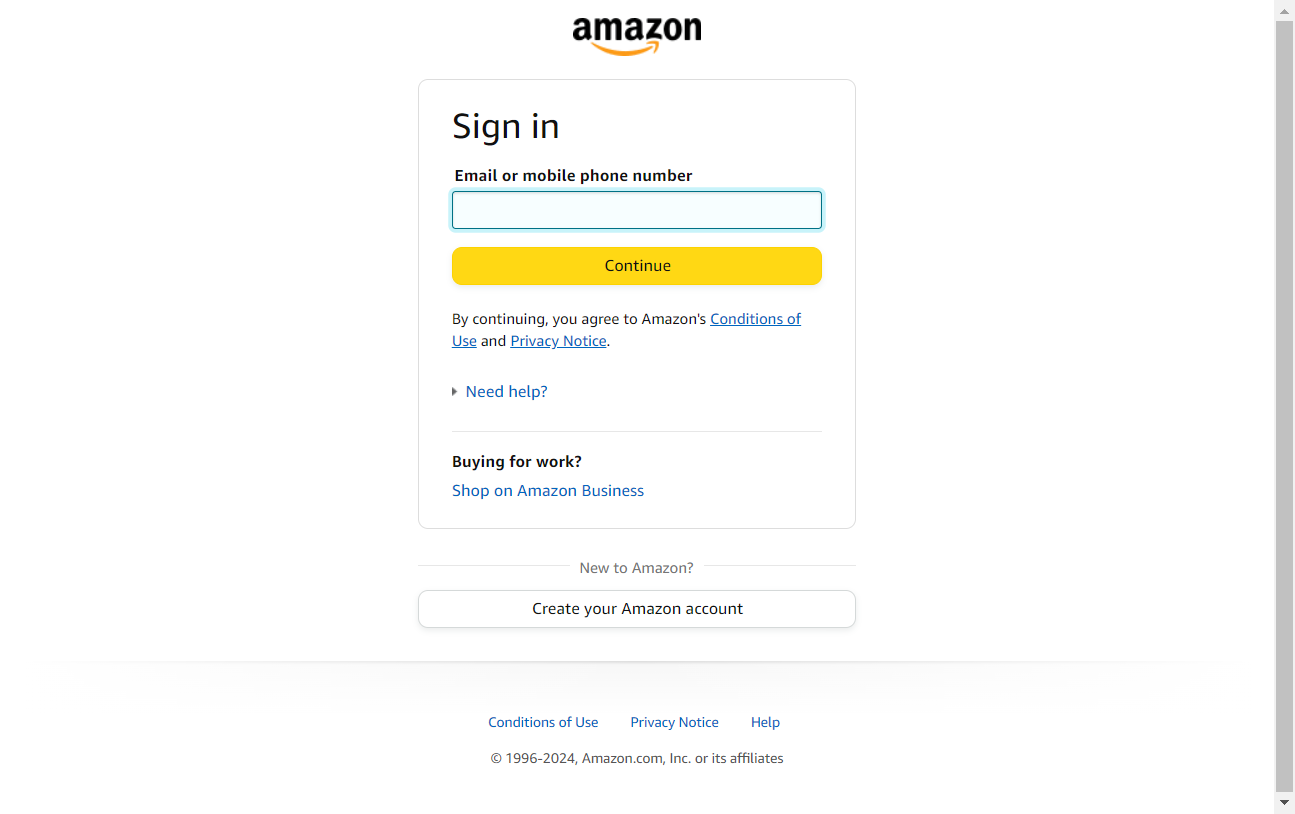 amazon
Sign in
Email or mobile phone number
Continue
By continuing, you agree to Amazon's Conditions of
Use and Privacy Notice.
Need help?
Buying for work?
Shop on Amazon Business
New to Amazon?
Create your Amazon account
Conditions of Use Privacy Notice Help
© 1996-2024, Amazon.com, Inc. or its affiliates